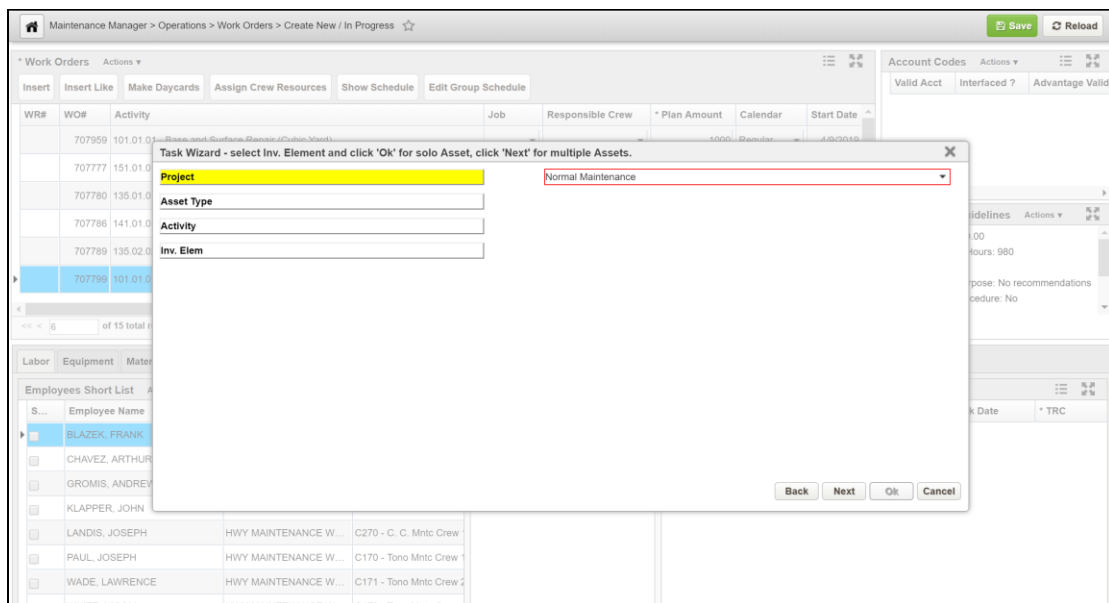 Maintenance Manager > Operations > Work Orders > Create New / In Progress
Save
Reload
* Work Orders Actions
Account Codes Actions
Insert Insert Like Make Daycards Assign Crew Resources Show Schedule Edit Group Schedule
Valid Acct Interfaced ? Advantage Valid
WR# WO# Activity Job Responsible Crew * Plan Amount Calendar Start Date
707959 101.01.01 - Base and Surface Repair (Cubic Yard) 1000 Regular 4/9/2019
Task Wizard - select Inv. Element and click 'Ok' for solo Asset, click 'Next' for multiple Assets.
707777 151.01.0
Project Normal Maintenance
707780 135.01.0
Asset Type
707786 141.01.0
Activity
idelines Actions
.00
707789 135.02.0
Inv. Elem
Hours: 980
707799 101.01.0
rpose: No recommendations
cedure: No
<< < 6 of 15 total r
Labor Equipment Mater
Employees Short List A
S... Employee Name
k Date * TRC
BLAZEK, FRANK
CHAVEZ, ARTHUR
GROMIS, ANDREW
Back Next Ok Cancel
KLAPPER, JOHN
LANDIS, JOSEPH HWY MAINTENANCE W... C270 - C. C. Mntc Crew
PAUL, JOSEPH HWY MAINTENANCE W... C170 - Tono Mntc Crew 1
WADE, LAWRENCE HWY MAINTENANCE W... C171 - Tono Mntc Crew 2